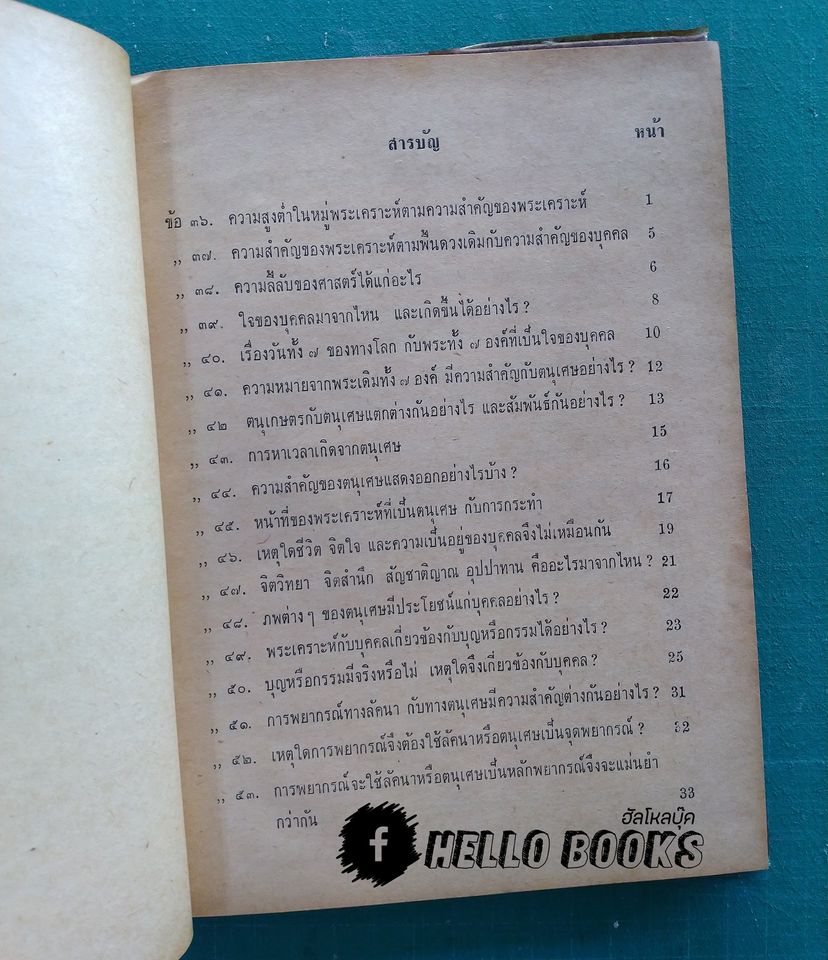 สารบัญ หน้า
ข้อ ๓๖. ความสูงต่ำในหมู่พระเคราะห์ตามความสำคัญของพระเคราะห์ 1
,, ๓๗. ความสำคัญของพระเคราะห์ตามพื้นดวงเดิมกับความสำคัญของบุคคล 5
,, ๓๘. ความลี้ลับของศาสตร์ได้แก่อะไร 6
,, ๓๙. ใจของบุคคลมาจากไหน และเกิดขึ้นได้อย่างไร ? 8
,, ๔๐. เรื่องวันทั้ง ๗ ของทางโลก กับพระทั้ง ๗ องค์ที่เป็นใจของบุคคล 10
,, ๔๑. ความหมายจากพระเดิมทั้ง ๗ องค์ มีความสำคัญกับตนุเศษอย่างไร ? 12
,, ๔๒ ตนุเกษตรกับตนุเศษแตกต่างกันอย่างไร และสัมพันธ์กันอย่างไร ? 13
,, ๔๓. การหาเวลาเกิดจากตนุเศษ 15
,, ๔๔. ความสำคัญของตนุเศษแสดงออกอย่างไรบ้าง ? 16
,, ๔๕. หน้าที่ของพระเคราะห์ที่เป็นตนุเศษ กับการกระทำ 17
,, ๔๖. เหตุใดชีวิต จิตใจ และความเป็นอยู่ของบุคคลจึงไม่เหมือนกัน 19
,, ๔๗. จิตวิทยา จิตสำนึก สัญชาติญาณ อุปปาทาน คืออะไรมาจากไหน ? 21
,, ๔๘. ภพต่าง ๆ ของตนุเศษมีประโยชน์แก่บุคคลอย่างไร ? 22
,, ๔๙. พระเคราะห์กับบุคคลเกี่ยวข้องกับบุญหรือกรรมได้อย่างไร ? 23
,, ๕๐. บุญหรือกรรมมีจริงหรือไม่ เหตุใดจึงเกี่ยวข้องกับบุคคล ? 25
,, ๕๑. การพยากรณ์ทางลัคนา กับทางตนุเศษมีความสำคัญต่างกันอย่างไร ? 31
,, ๕๒. เหตุใดการพยากรณ์จึงต้องใช้ลัคนาหรือตนุเศษเป็นจุดพยากรณ์ ? 32
,, ๕๓. การพยากรณ์จะใช้ลัคนาหรือตนุเศษเป็นหลักพยากรณ์จึงจะแม่นยำ
กว่ากัน 33
ฮัลโหลบุ๊ค
f HELLO BOOKS